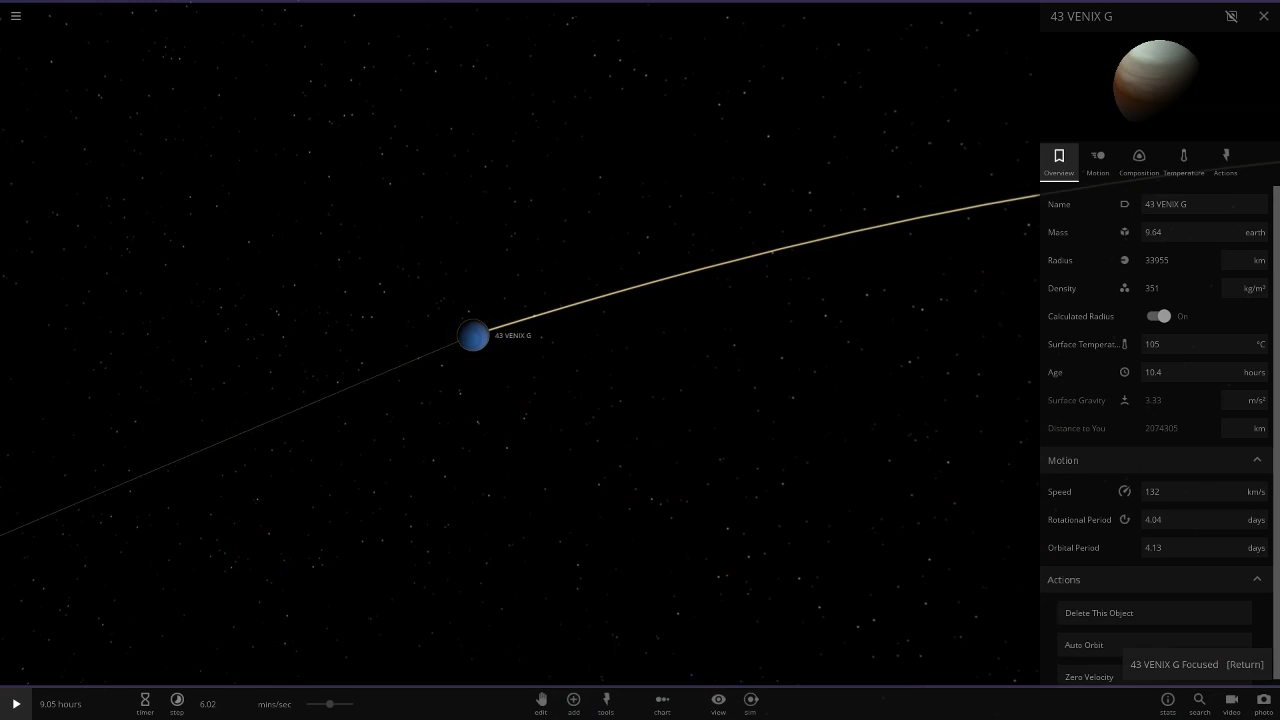 43 VENIX G
Overview Motion Composition Temperature Actions
Name 43 VENIX G
Mass 9.64 earth
Radius 33955 km
Density 351 kg/m³
Calculated Radius On
Surface Temperat... 105 °C
Age 10.4 hours
Surface Gravity 3.33 m/s²
Distance to You 2074305 km
Motion
Speed 132 km/s
Rotational Period 4.04 days
Orbital Period 4.13 days
Actions
Delete This Object
Auto Orbit
Zero Velocity
43 VENIX G Focused [Return]
43 VENIX G
9.05 hours timer step 6.02 mins/sec edit add tools chart view sim stats search video photo